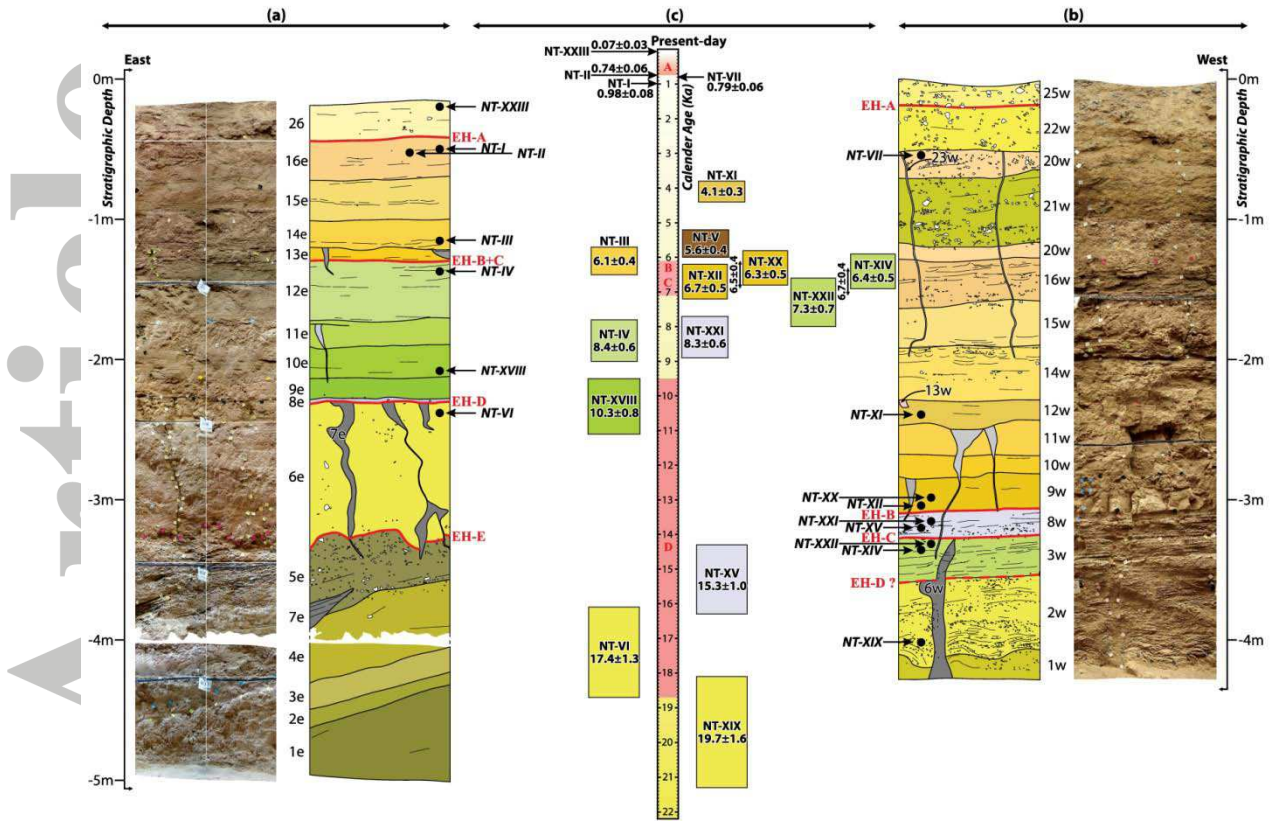 (a)
(c)
(b)
East
Present-day
West
Stratigraphic Depth
0m
-1m
-2m
-3m
-4m
-5m
26
16e
15e
14e
13e
12e
11e
10e
9e
8e
7e
6e
5e
7e
4e
3e
2e
1e
NT-XXIII
EH-A
NT-I
NT-II
NT-III
EH-B+C
NT-IV
NT-XVIII
EH-D
NT-VI
EH-E
NT-XXIII 0.07±0.03
NT-II 0.74±0.06
NT-I 0.98±0.08
NT-VII
0.79±0.06
Calender Age (Ka)
A
B
C
D
1
2
3
4
5
6
7
8
9
10
11
12
13
14
15
16
17
18
19
20
21
22
NT-XI
4.1±0.3
NT-III
6.1±0.4
NT-V
5.6±0.4
NT-XII
6.7±0.5
6.5±0.4
NT-XX
6.3±0.5
NT-XXII
7.3±0.7
6.7±0.4
NT-XIV
6.4±0.5
NT-IV
8.4±0.6
NT-XXI
8.3±0.6
NT-XVIII
10.3±0.8
NT-XV
15.3±1.0
NT-VI
17.4±1.3
NT-XIX
19.7±1.6
EH-A
NT-VII
23w
13w
NT-XI
NT-XX
NT-XII
EH-B
NT-XXI
NT-XV
EH-C
NT-XXII
NT-XIV
EH-D ?
6w
NT-XIX
25w
22w
20w
21w
20w
16w
15w
14w
12w
11w
10w
9w
8w
3w
2w
1w
Stratigraphic Depth
0m
-1m
-2m
-3m
-4m